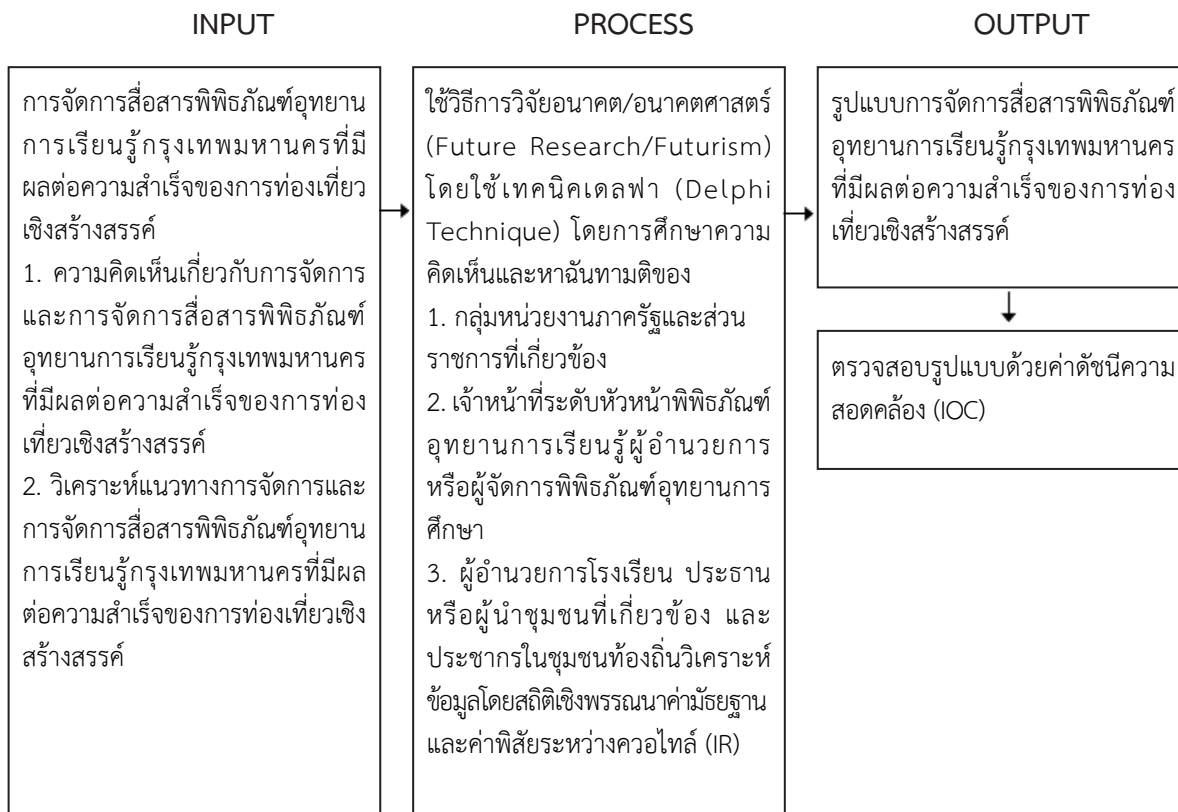 INPUT
การจัดการสื่อสารพิพิธภัณฑ์อุทยาน
การเรียนรู้กรุงเทพมหานครที่มี
ผลต่อความสำเร็จของการท่องเที่ยว
เชิงสร้างสรรค์
1. ความคิดเห็นเกี่ยวกับการจัดการ
และการจัดการสื่อสารพิพิธภัณฑ์
อุทยานการเรียนรู้กรุงเทพมหานคร
ที่มีผลต่อความสำเร็จของการท่อง
เที่ยวเชิงสร้างสรรค์
2. วิเคราะห์แนวทางการจัดการและ
การจัดการสื่อสารพิพิธภัณฑ์อุทยาน
การเรียนรู้กรุงเทพมหานครที่มีผล
ต่อความสำเร็จของการท่องเที่ยวเชิง
สร้างสรรค์
PROCESS
ใช้วิธีการวิจัยอนาคต/อนาคตศาสตร์
(Future Research/Futurism)
โดยใช้เทคนิคเดลฟา (Delphi
Technique) โดยการศึกษาความ
คิดเห็นและหาฉันทามติของ
1. กลุ่มหน่วยงานภาครัฐและส่วน
ราชการที่เกี่ยวข้อง
2. เจ้าหน้าที่ระดับหัวหน้าพิพิธภัณฑ์
อุทยานการเรียนรู้ผู้อำนวยการ
หรือผู้จัดการพิพิธภัณฑ์อุทยานการ
ศึกษา
3. ผู้อำนวยการโรงเรียน ประธาน
หรือผู้นำชุมชนที่เกี่ยวข้อง และ
ประชากรในชุมชนท้องถิ่นวิเคราะห์
ข้อมูลโดยสถิติเชิงพรรณนาค่ามัธยฐาน
และค่าพิสัยระหว่างควอไทล์ (IR)
OUTPUT
รูปแบบการจัดการสื่อสารพิพิธภัณฑ์
อุทยานการเรียนรู้กรุงเทพมหานคร
ที่มีผลต่อความสำเร็จของการท่อง
เที่ยวเชิงสร้างสรรค์
ตรวจสอบรูปแบบด้วยค่าดัชนีความ
สอดคล้อง (IOC)